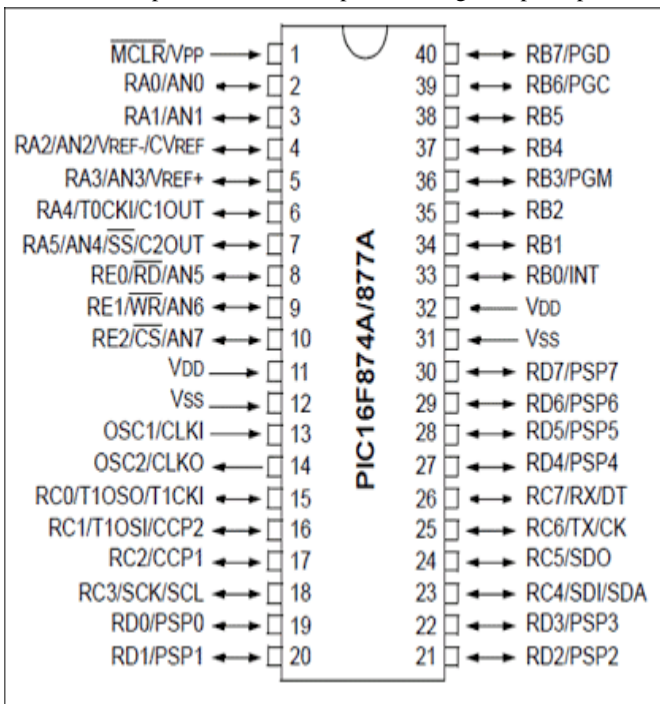 MCLR/VPP 1 40 RB7/PGD
RA0/AN0 2 39 RB6/PGC
RA1/AN1 3 38 RB5
RA2/AN2/VREF-/CVREF 4 37 RB4
RA3/AN3/VREF+ 5 36 RB3/PGM
RA4/T0CKI/C1OUT 6 35 RB2
RA5/AN4/SS/C2OUT 7 34 RB1
RE0/RD/AN5 8 33 RB0/INT
RE1/WR/AN6 9 32 VDD
RE2/CS/AN7 10 31 VSS
VDD 11 30 RD7/PSP7
VSS 12 29 RD6/PSP6
OSC1/CLKI 13 28 RD5/PSP5
OSC2/CLKO 14 27 RD4/PSP4
RC0/T1OSO/T1CKI 15 26 RC7/RX/DT
RC1/T1OSI/CCP2 16 25 RC6/TX/CK
RC2/CCP1 17 24 RC5/SDO
RC3/SCK/SCL 18 23 RC4/SDI/SDA
RD0/PSP0 19 22 RD3/PSP3
RD1/PSP1 20 21 RD2/PSP2
PIC16F874A/877A